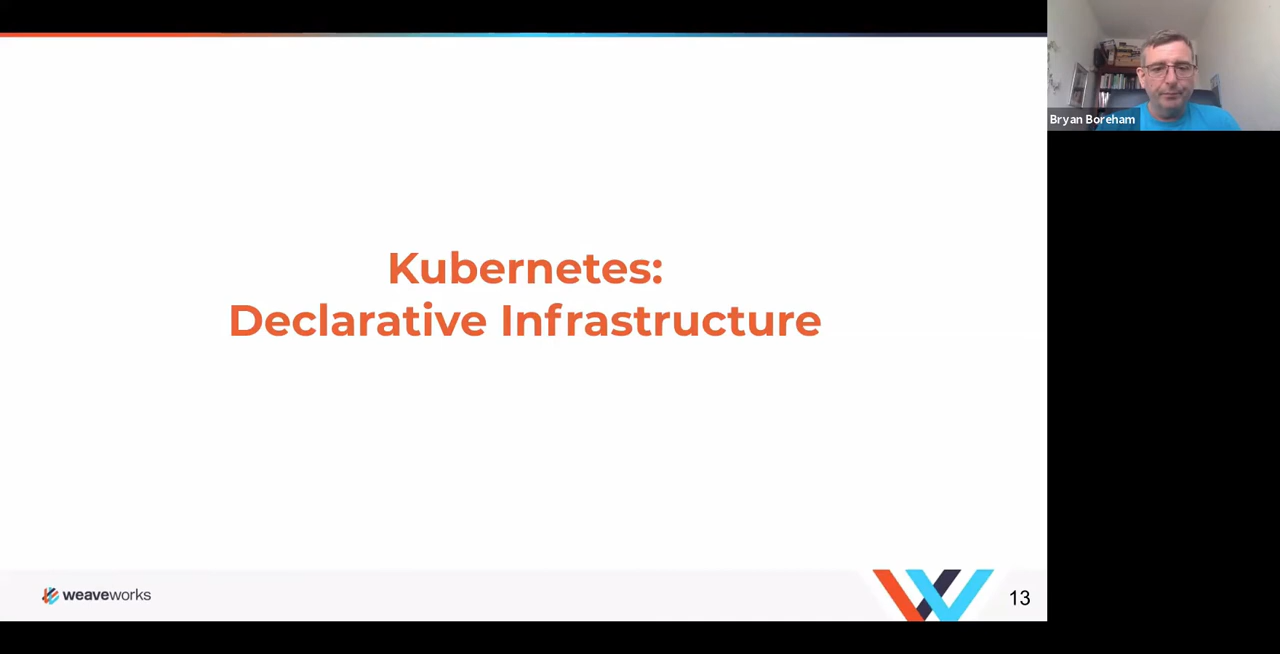 Bryan Boreham
Kubernetes:
Declarative Infrastructure
weaveworks
13